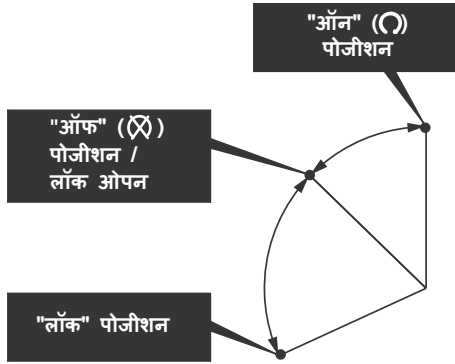 "ऑन" (Ω)
पोजीशन
"ऑफ" (⊗)
पोजीशन /
लॉक ओपन
"लॉक" पोजीशन